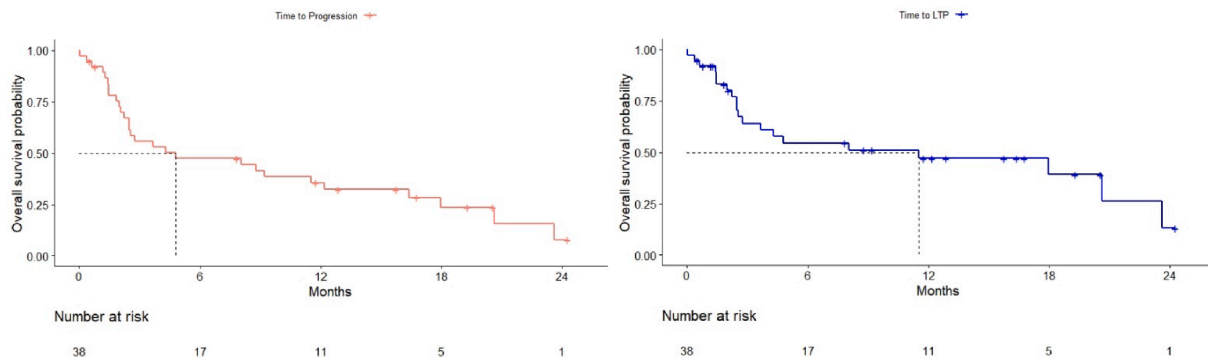 Time to Progression
Overall survival probability
1.00
0.75
0.50
0.25
0.00
0 6 12 18 24
Months
Number at risk
38 17 11 5 1
Time to LTP
Overall survival probability
1.00
0.75
0.50
0.25
0.00
0 6 12 18 24
Months
Number at risk
38 17 11 5 1